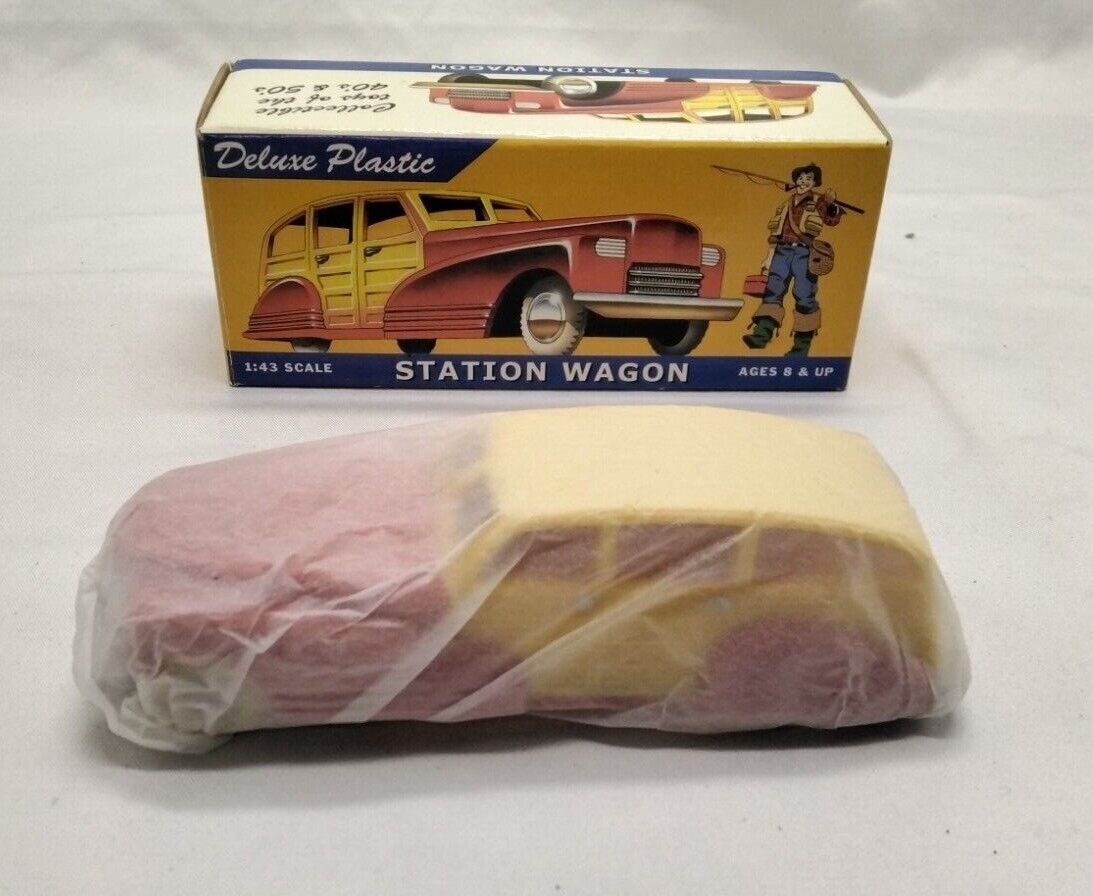 STATION WAGON
Collectible
toys of the
40's & 50's
Deluxe Plastic
1:43 SCALE
STATION WAGON
AGES 8 & UP